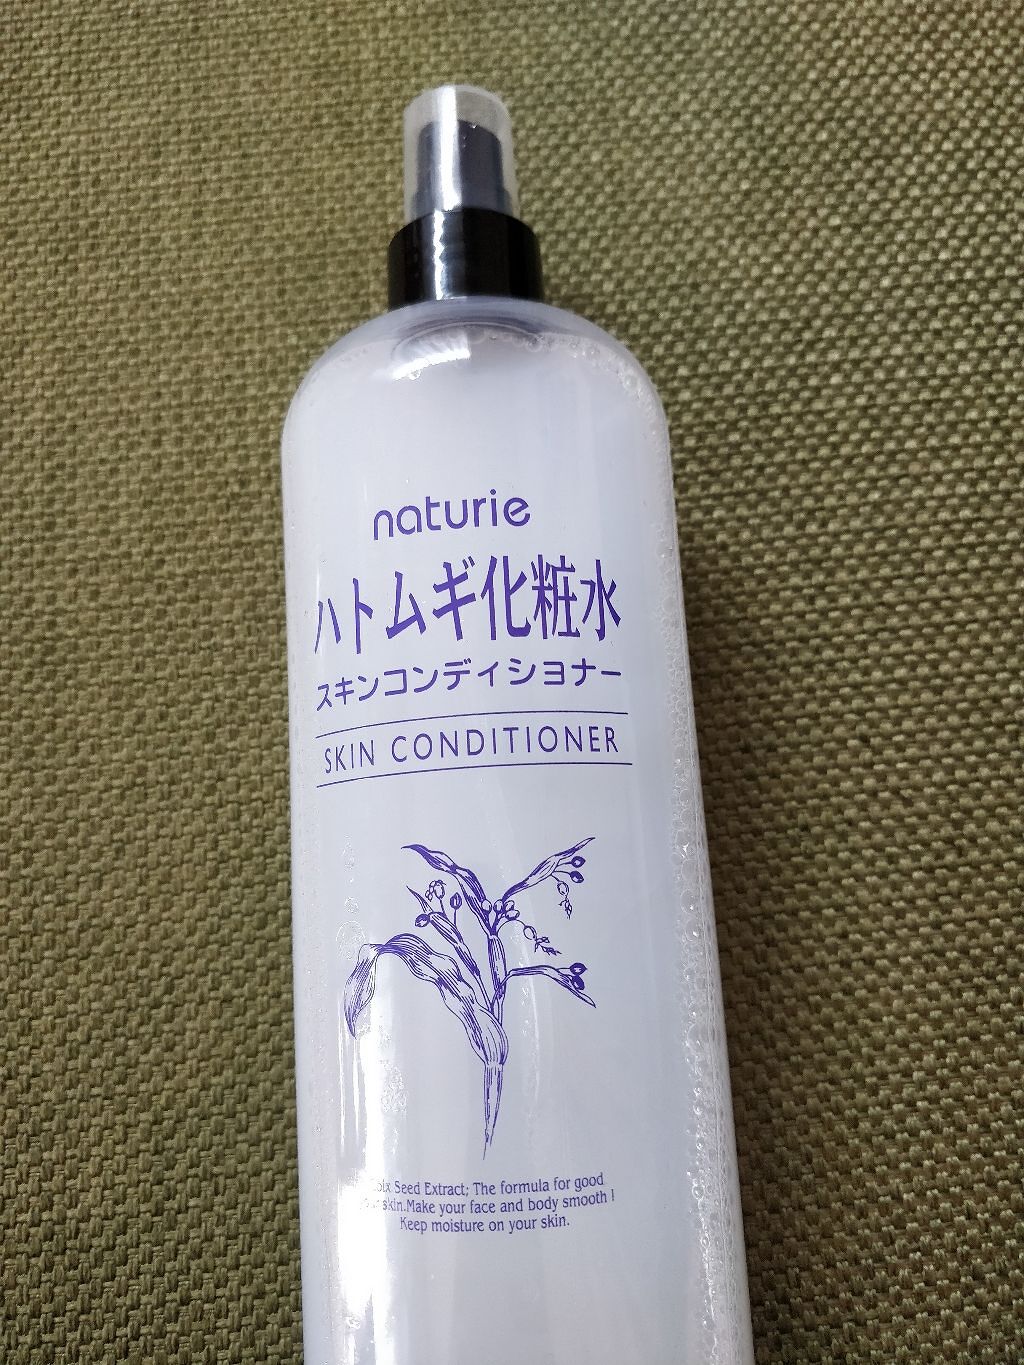 naturie
ハトムギ化粧水
スキンコンディショナー
SKIN CONDITIONER
Seed Extract; The formula for good
skin.Make your face and body smooth !
Keep moisture on your skin.